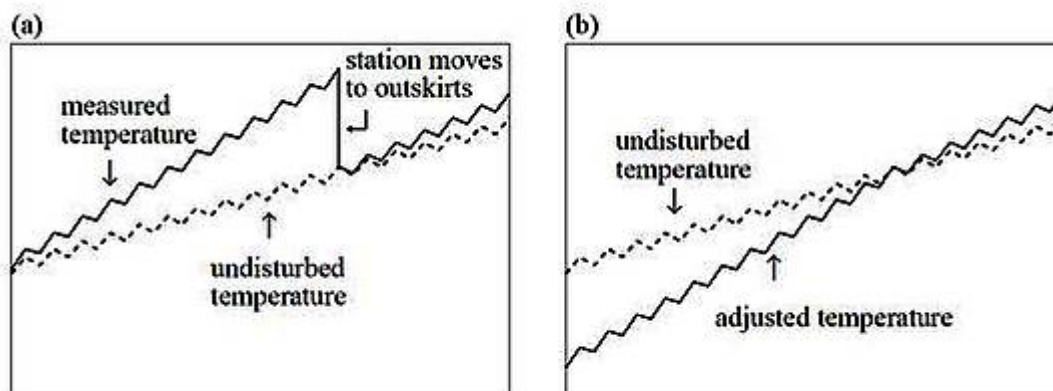 (a)
station moves
to outskirts
measured
temperature
undisturbed
temperature
(b)
undisturbed
temperature
adjusted temperature